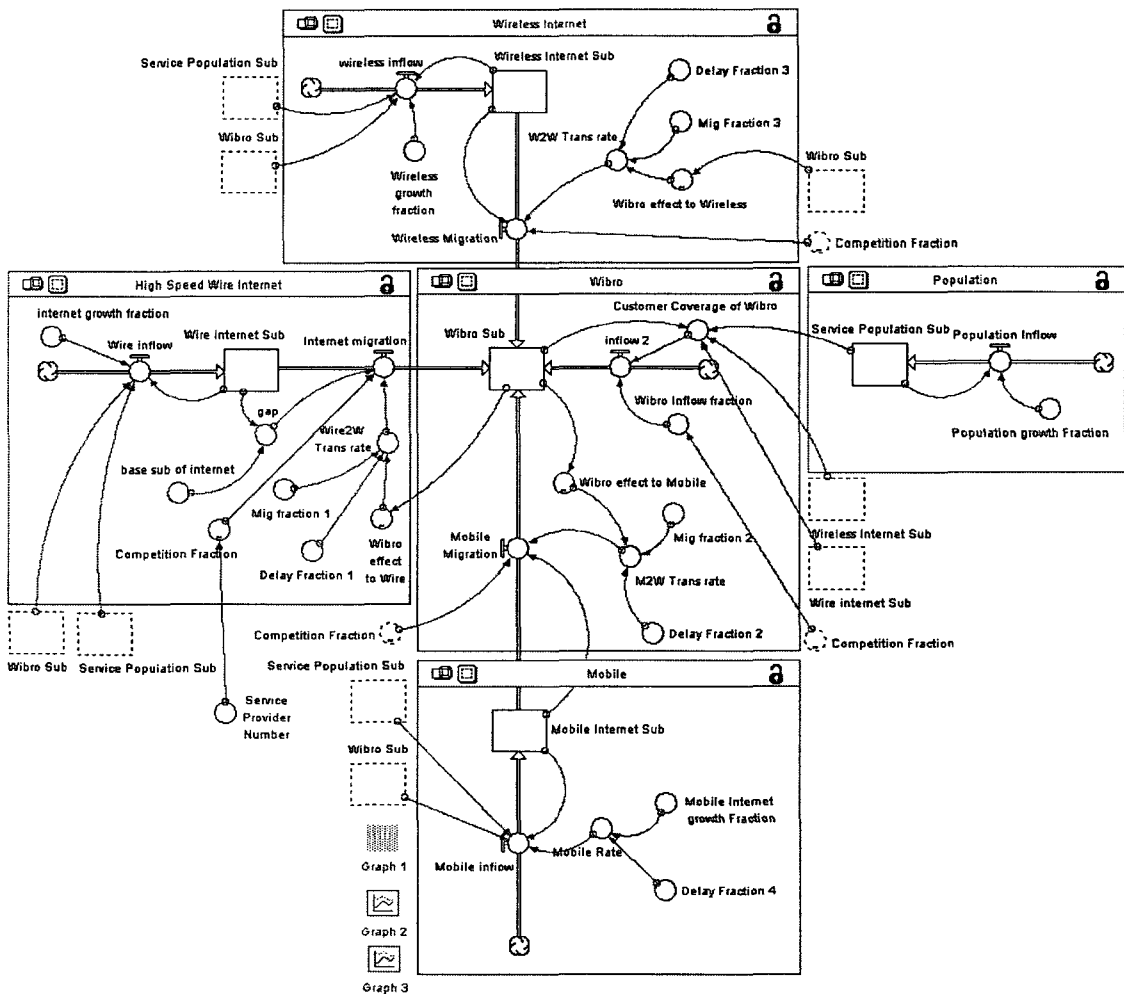 Wireless Internet
Service Population Sub
wireless inflow
Wireless Internet Sub
Delay Fraction 3
Wibro Sub
Mig Fraction 3
W2W Trans rate
Wibro Sub
Wireless
growth
fraction
Wibro effect to Wireless
Wireless Migration
Competition Fraction
High Speed Wire Internet
Wibro
Population
internet growth fraction
Wire inflow
Wire internet Sub
Internet migration
Wibro Sub
Customer Coverage of Wibro
inflow 2
Service Population Sub
Population Inflow
gap
Wire2W
Trans rate
Wibro Inflow fraction
Population growth Fraction
base sub of internet
Mig fraction 1
Wibro effect to Mobile
Competition Fraction
Delay Fraction 1
Wibro
effect
to Wire
Mobile
Migration
Mig fraction 2
M2W Trans rate
Wireless Internet Sub
Wire internet Sub
Competition Fraction
Delay Fraction 2
Competition Fraction
Wibro Sub
Service Population Sub
Service Population Sub
Mobile
Service
Provider
Number
Mobile Internet Sub
Wibro Sub
Mobile Internet
growth Fraction
Mobile inflow
Mobile Rate
Graph 1
Delay Fraction 4
Graph 2
Graph 3